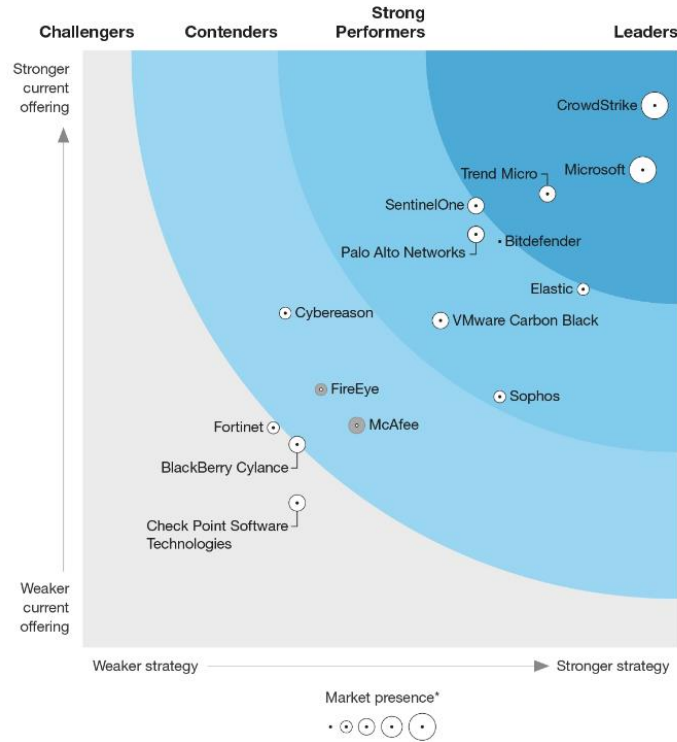 Challengers
Contenders
Strong
Performers
Leaders
Stronger
current
offering
CrowdStrike
Microsoft
Trend Micro
SentinelOne
Bitdefender
Palo Alto Networks
Elastic
Cybereason
VMware Carbon Black
FireEye
Sophos
Fortinet
McAfee
BlackBerry Cylance
Check Point Software
Technologies
Weaker
current
offering
Weaker strategy
Stronger strategy
Market presence*